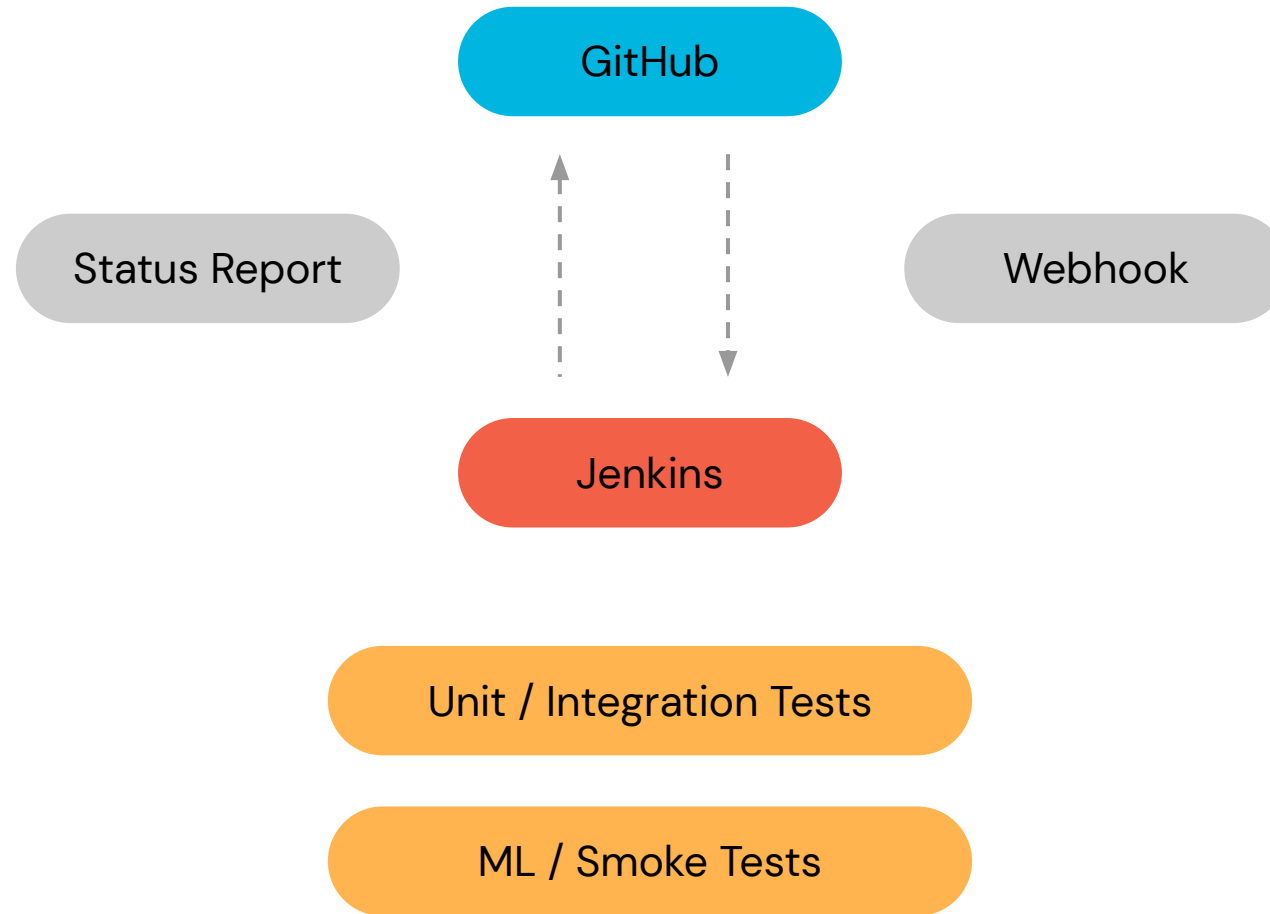 GitHub
Status Report
Webhook
Jenkins
Unit / Integration Tests
ML / Smoke Tests